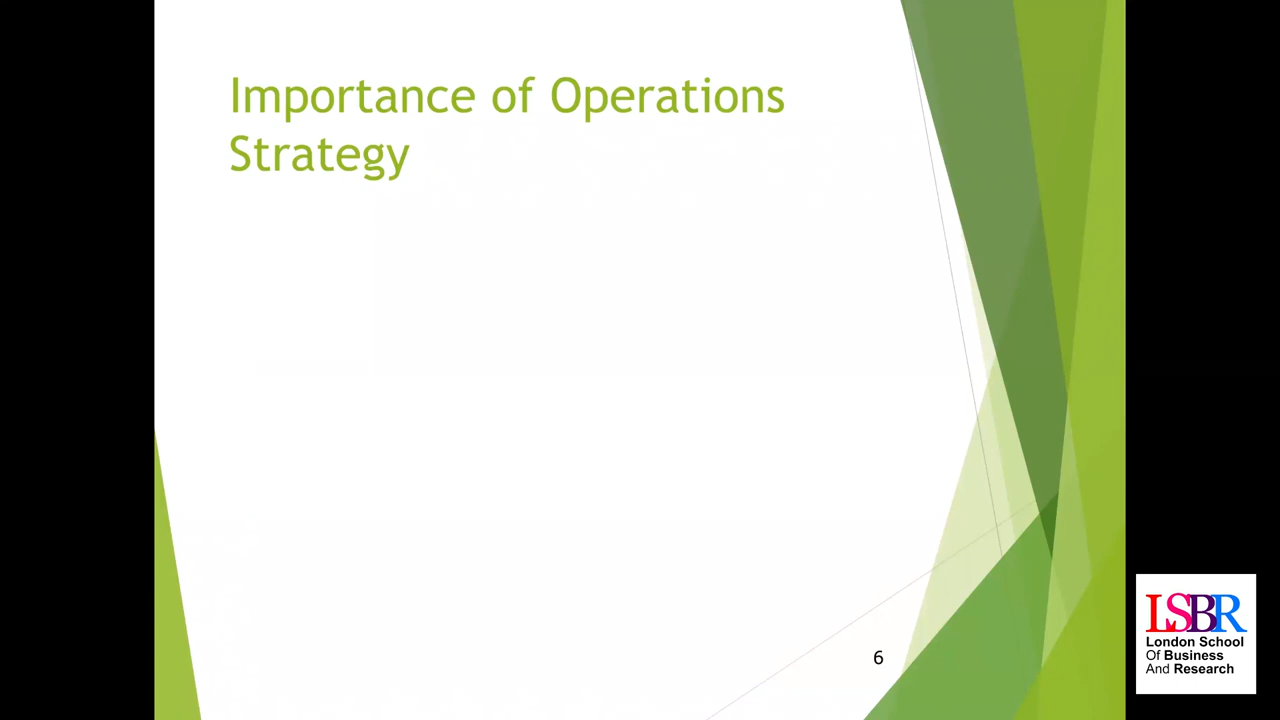 Importance of Operations
Strategy
6
LSBR
London School
Of Business
And Research